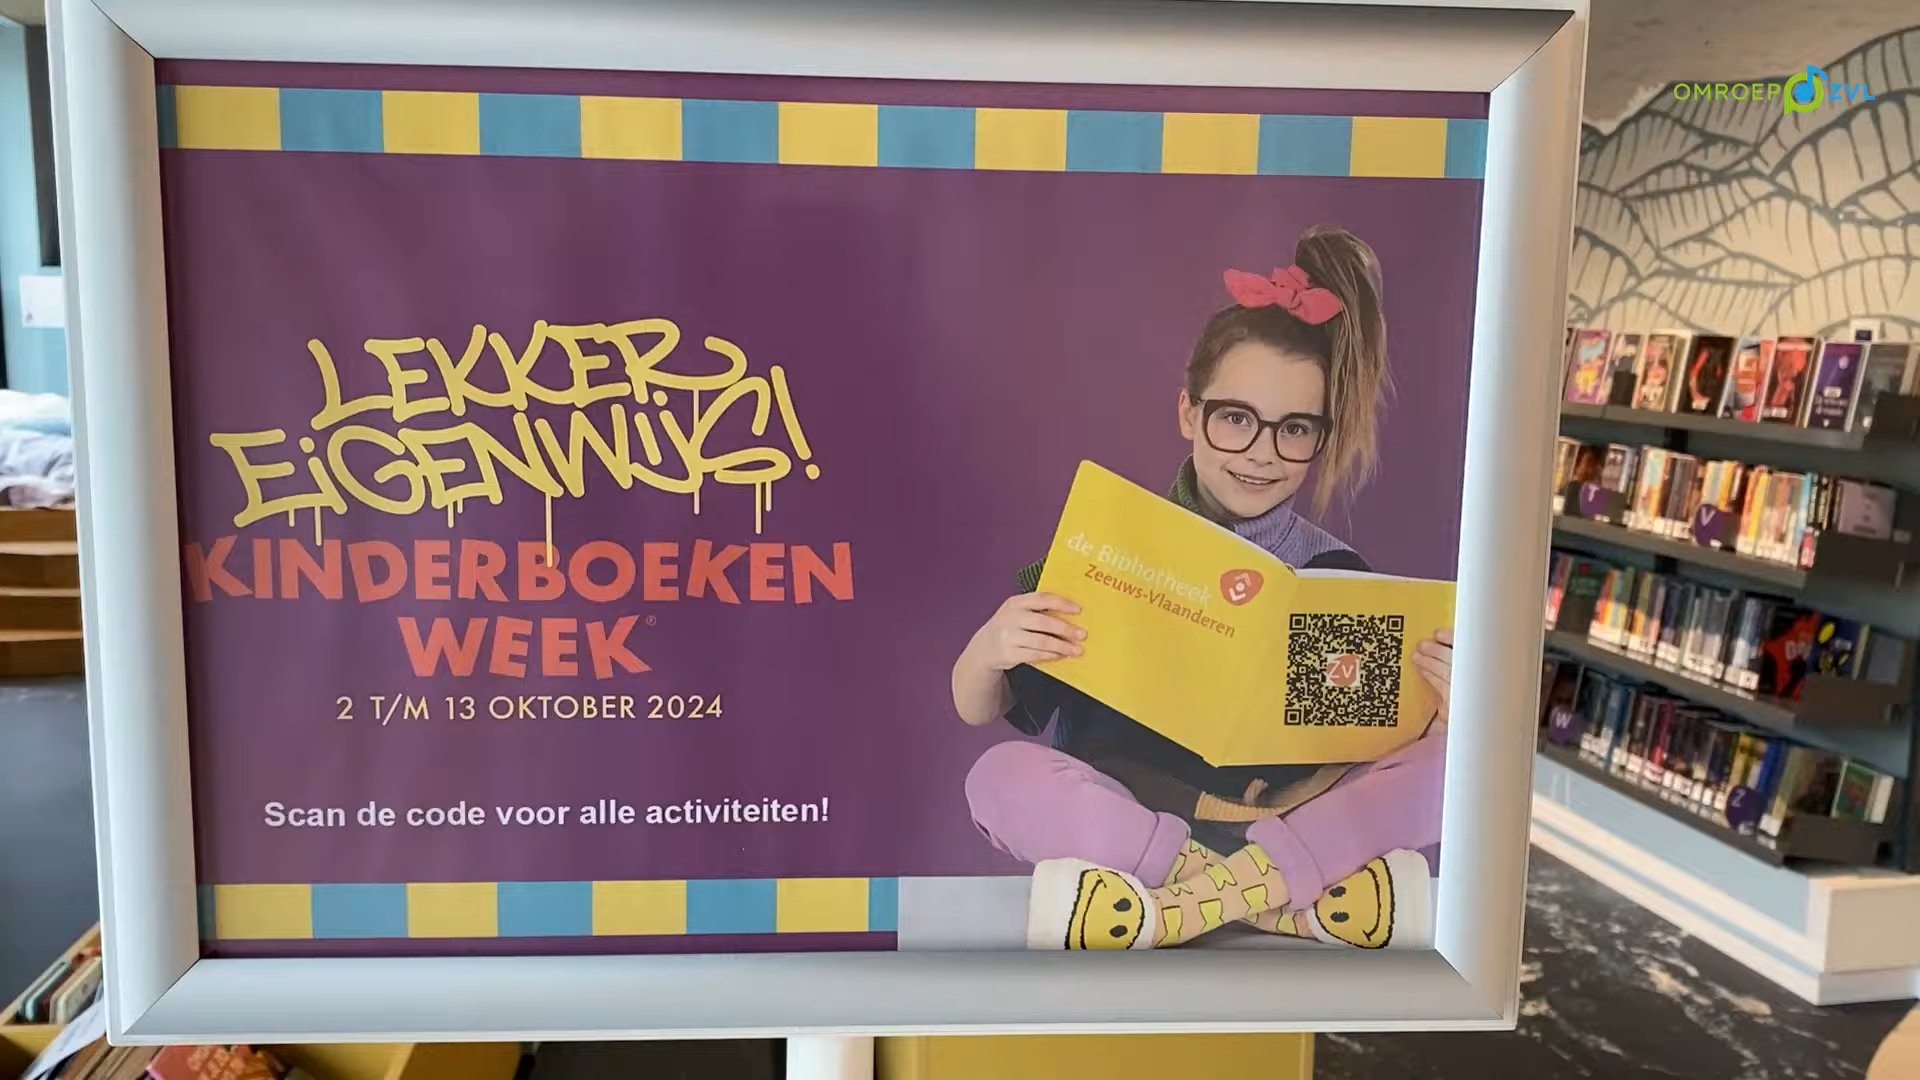 OMROEP ZVL
LEKKER
EiGENWIJS!
KINDERBOEKEN
WEEK®
2 T/M 13 OKTOBER 2024
Scan de code voor alle activiteiten!
de Bibliotheek
Zeeuws-Vlaanderen
Zvl
T
V
W
Z